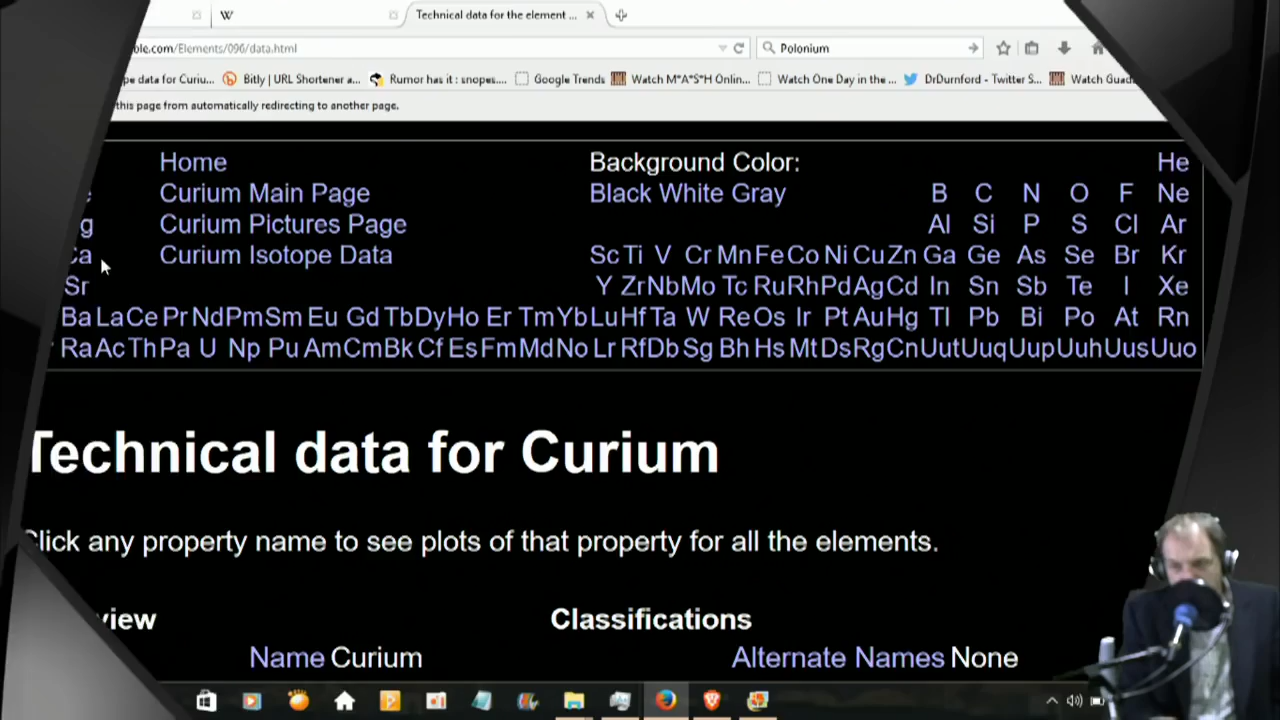 W Technical data for the element ...
ole.com/Elements/096/data.html Polonium
pe data for Curiu... Bitly | URL Shortener a... Rumor has it : snopes.... Google Trends Watch M*A*S*H Onlin... Watch One Day in the ... DrDurnford - Twitter S... Watch Guad
this page from automatically redirecting to another page.
Home Background Color: He
Curium Main Page Black White Gray B C N O F Ne
g Curium Pictures Page Al Si P S Cl Ar
Ca Curium Isotope Data Sc Ti V Cr Mn Fe Co Ni Cu Zn Ga Ge As Se Br Kr
Sr Y Zr Nb Mo Tc Ru Rh Pd Ag Cd In Sn Sb Te I Xe
Ba La Ce Pr Nd Pm Sm Eu Gd Tb Dy Ho Er Tm Yb Lu Hf Ta W Re Os Ir Pt Au Hg Tl Pb Bi Po At Rn
Ra Ac Th Pa U Np Pu Am Cm Bk Cf Es Fm Md No Lr Rf Db Sg Bh Hs Mt Ds Rg Cn Uut Uuq Uup Uuh Uus Uuo
Technical data for Curium
Click any property name to see plots of that property for all the elements.
view Classifications
Name Curium Alternate Names None